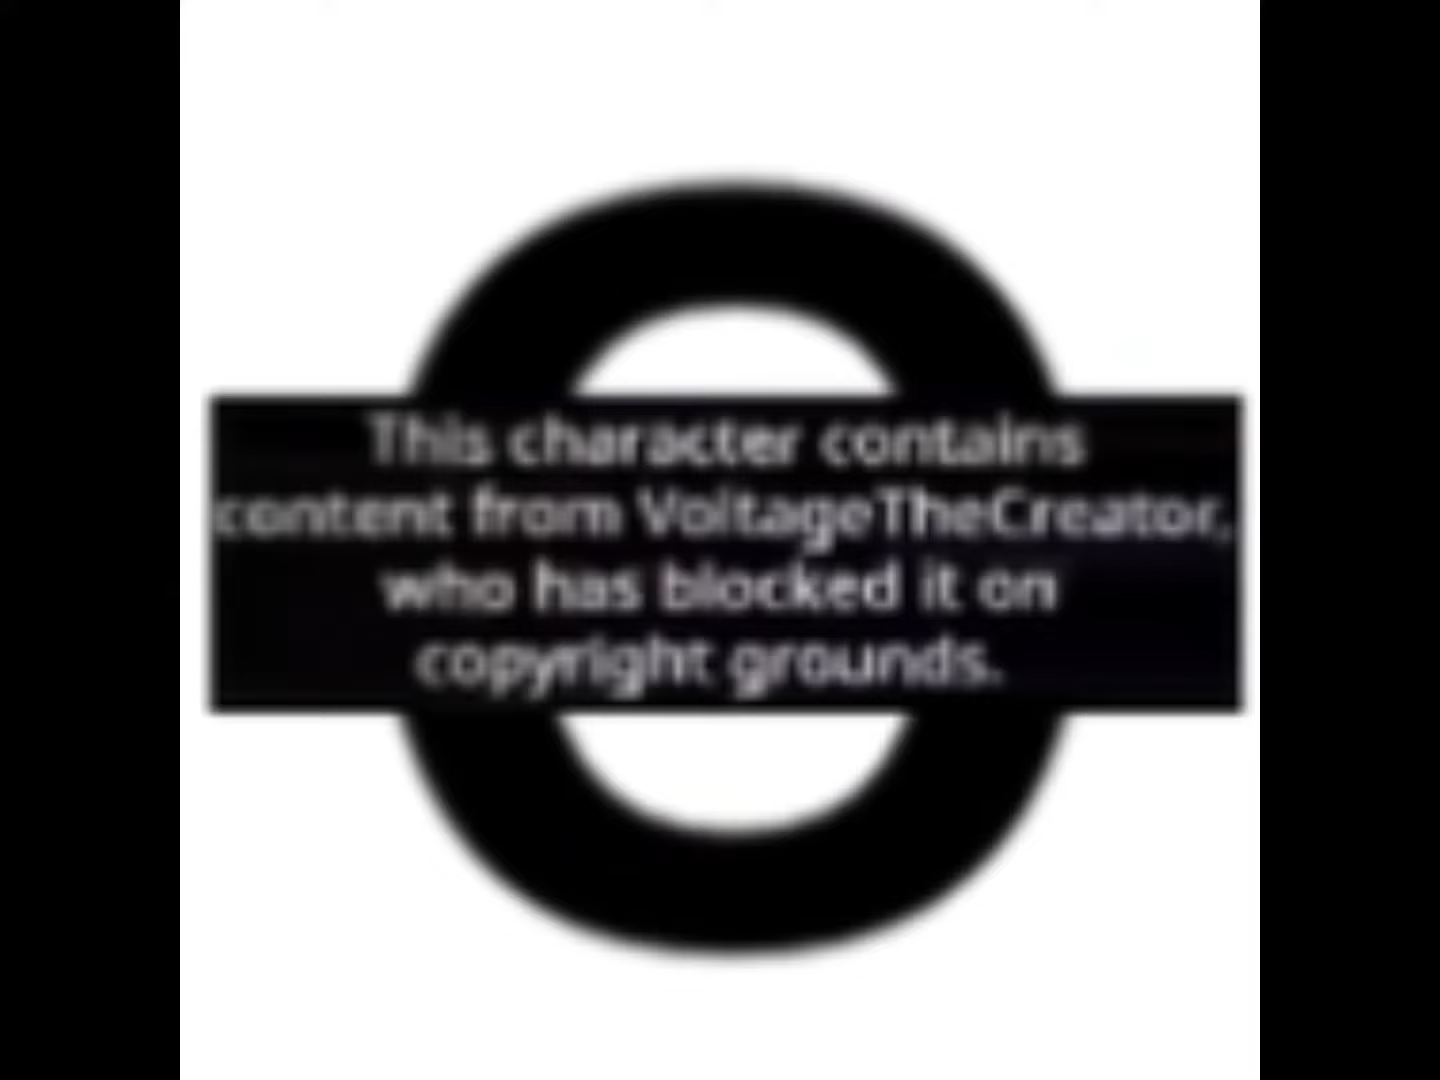 This character contains
content from VoltageTheCreator,
who has blocked it on
copyright grounds.